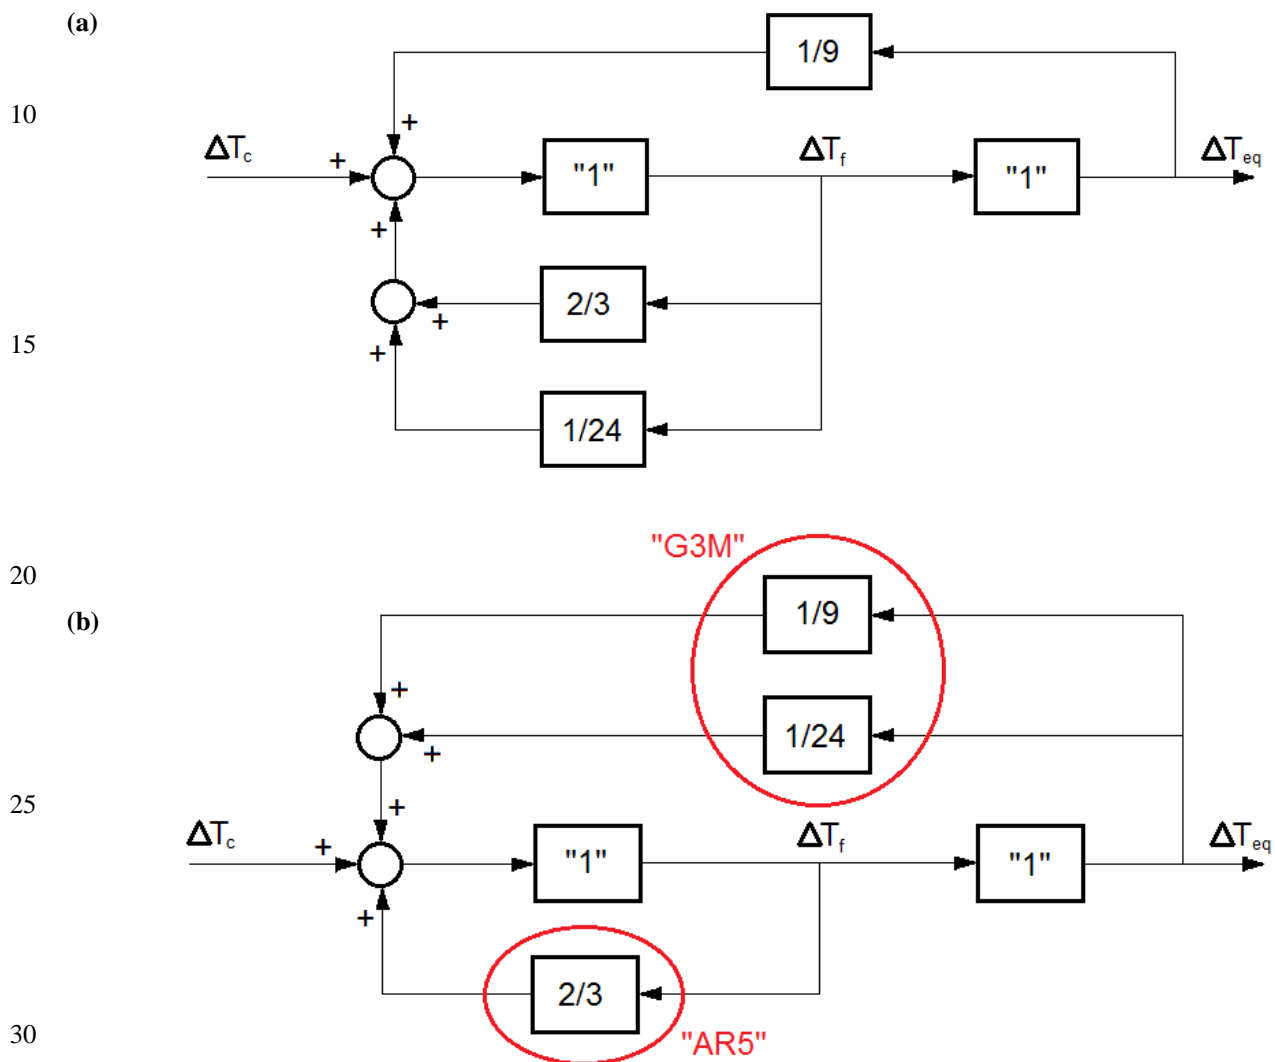 (a)
1/9
10
+
ΔTc
+
"1"
ΔTf
"1"
ΔTeq
+
2/3
+
15
+
1/24
"G3M"
20
1/9
(b)
+
1/24
+
25
+
ΔTc
+
"1"
ΔTf
"1"
ΔTeq
+
2/3
30
"AR5"